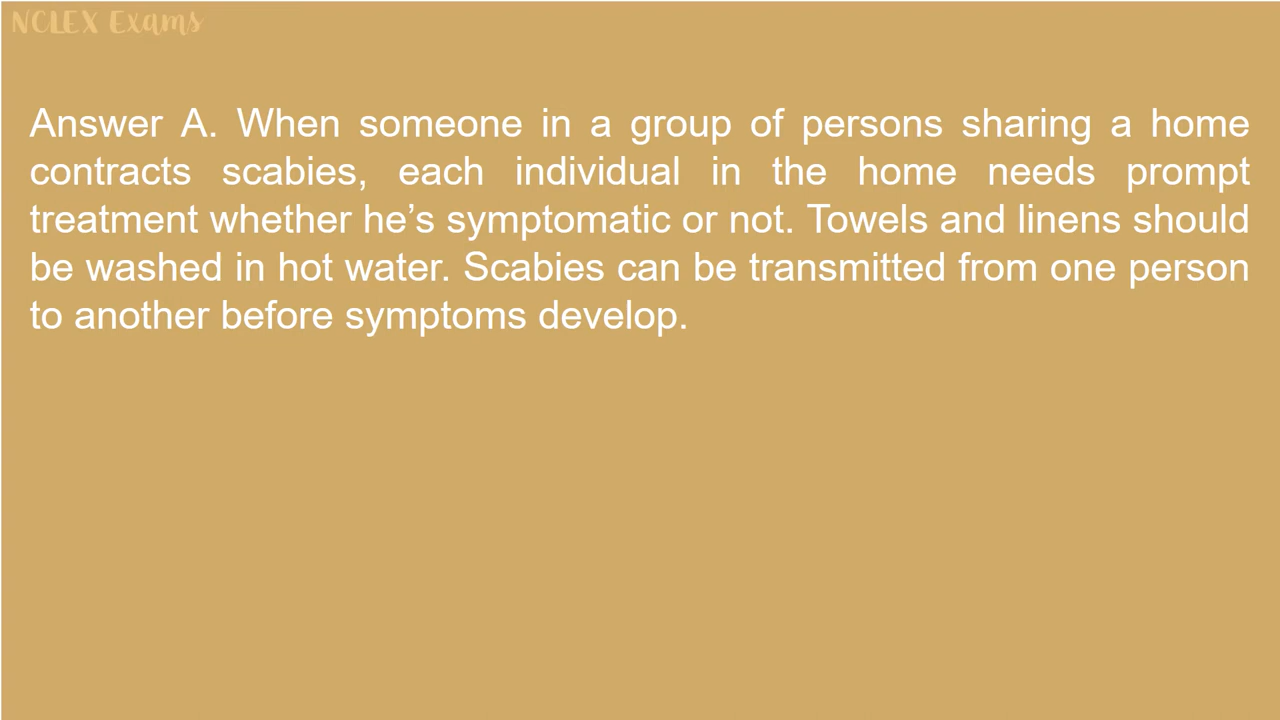 NCLEX Exams
Answer A. When someone in a group of persons sharing a home
contracts scabies, each individual in the home needs prompt
treatment whether he’s symptomatic or not. Towels and linens should
be washed in hot water. Scabies can be transmitted from one person
to another before symptoms develop.